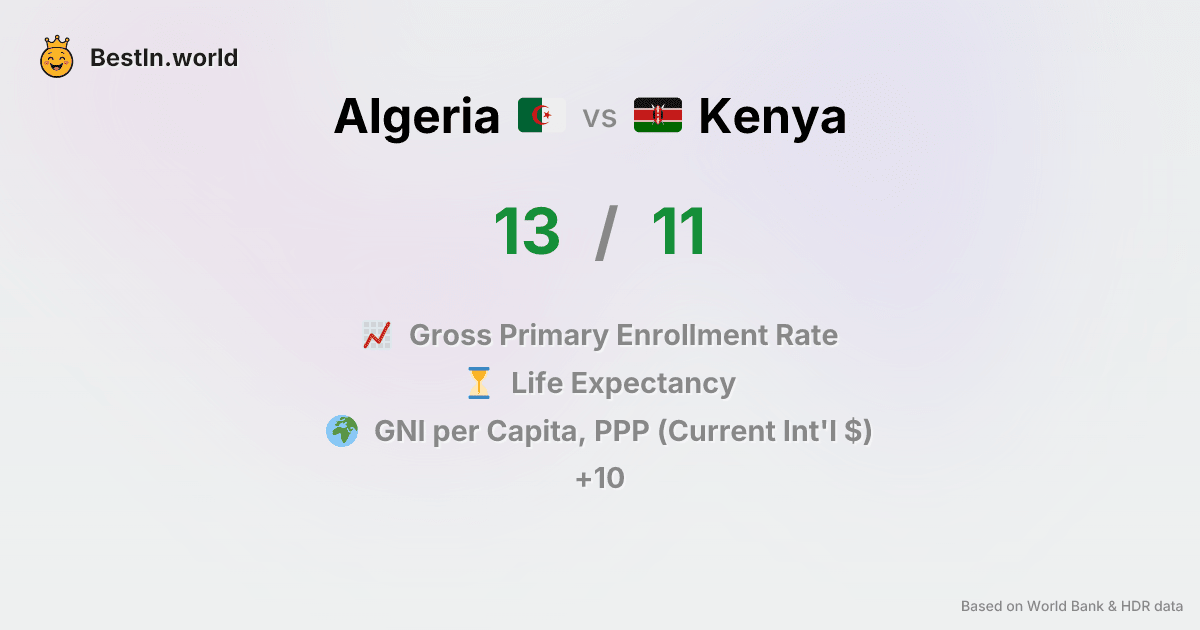 BestIn.world
Algeria vs Kenya
13 / 11
Gross Primary Enrollment Rate
Life Expectancy
GNI per Capita, PPP (Current Int'l $)
+10
Based on World Bank & HDR data